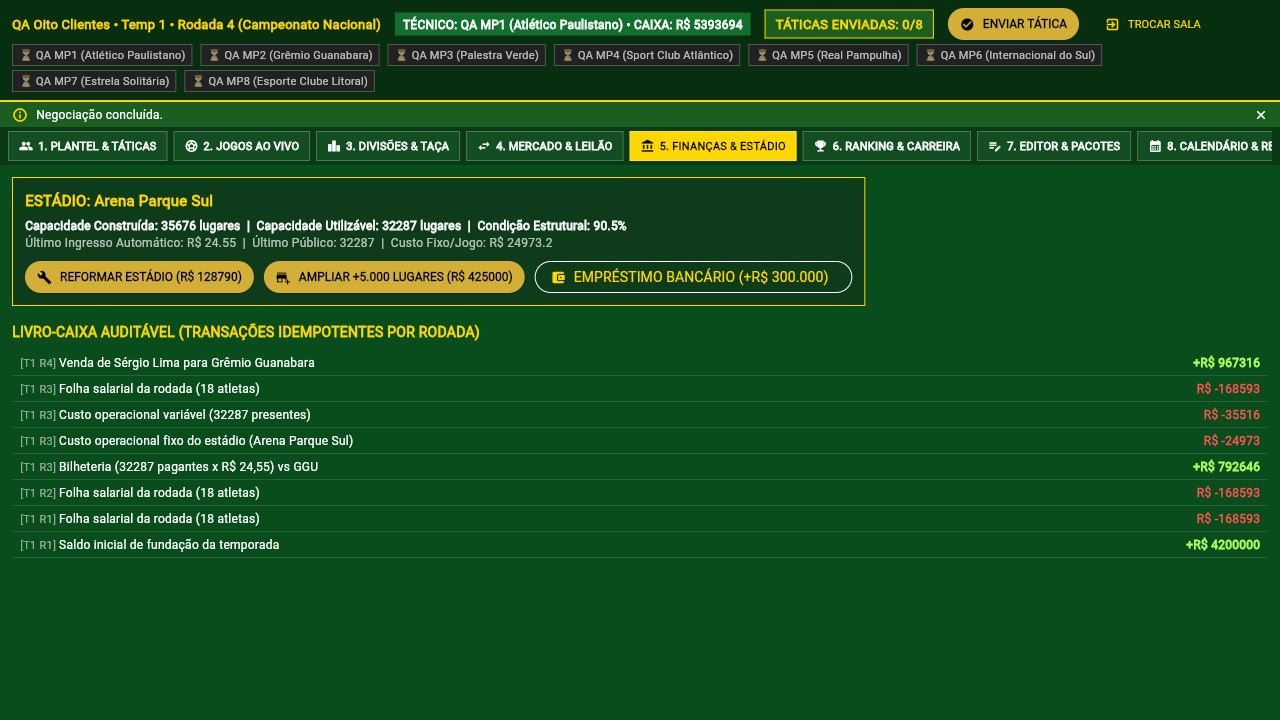 QA Oito Clientes • Temp 1 • Rodada 4 (Campeonato Nacional)
TÉCNICO: QA MP1 (Atlético Paulistano) • CAIXA: R$ 5393694
TÁTICAS ENVIADAS: 0/8
ENVIAR TÁTICA
TROCAR SALA
⏳ QA MP1 (Atlético Paulistano)
⏳ QA MP2 (Grêmio Guanabara)
⏳ QA MP3 (Palestra Verde)
⏳ QA MP4 (Sport Club Atlântico)
⏳ QA MP5 (Real Pampulha)
⏳ QA MP6 (Internacional do Sul)
⏳ QA MP7 (Estrela Solitária)
⏳ QA MP8 (Esporte Clube Litoral)
Negociação concluída.
1. PLANTEL & TÁTICAS
2. JOGOS AO VIVO
3. DIVISÕES & TAÇA
4. MERCADO & LEILÃO
5. FINANÇAS & ESTÁDIO
6. RANKING & CARREIRA
7. EDITOR & PACOTES
8. CALENDÁRIO & RE
ESTÁDIO: Arena Parque Sul
Capacidade Construída: 35676 lugares | Capacidade Utilizável: 32287 lugares | Condição Estrutural: 90.5%
Último Ingresso Automático: R$ 24.55 | Último Público: 32287 | Custo Fixo/Jogo: R$ 24973.2
REFORMAR ESTÁDIO (R$ 128790)
AMPLIAR +5.000 LUGARES (R$ 425000)
EMPRÉSTIMO BANCÁRIO (+R$ 300.000)
LIVRO-CAIXA AUDITÁVEL (TRANSAÇÕES IDEMPOTENTES POR RODADA)
[T1 R4] Venda de Sérgio Lima para Grêmio Guanabara +R$ 967316
[T1 R3] Folha salarial da rodada (18 atletas) R$ -168593
[T1 R3] Custo operacional variável (32287 presentes) R$ -35516
[T1 R3] Custo operacional fixo do estádio (Arena Parque Sul) R$ -24973
[T1 R3] Bilheteria (32287 pagantes x R$ 24,55) vs GGU +R$ 792646
[T1 R2] Folha salarial da rodada (18 atletas) R$ -168593
[T1 R1] Folha salarial da rodada (18 atletas) R$ -168593
[T1 R1] Saldo inicial de fundação da temporada +R$ 4200000